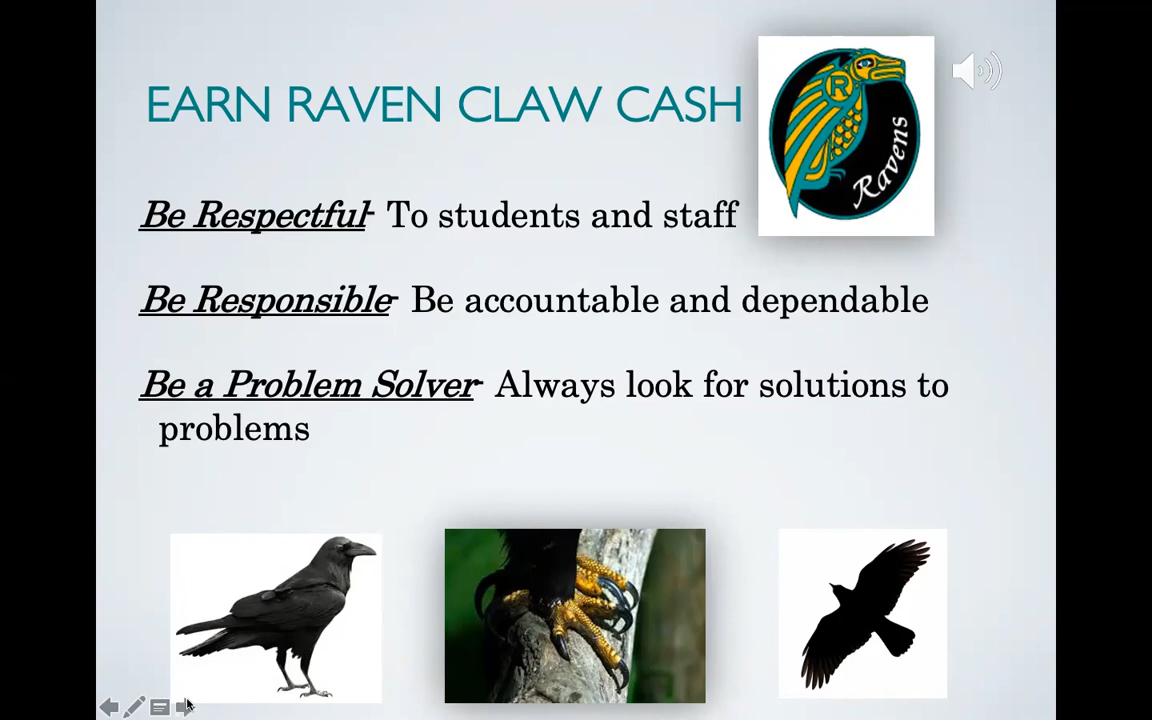 EARN RAVEN CLAW CASH
R
Ravens
Be Respectful- To students and staff
Be Responsible- Be accountable and dependable
Be a Problem Solver- Always look for solutions to
problems